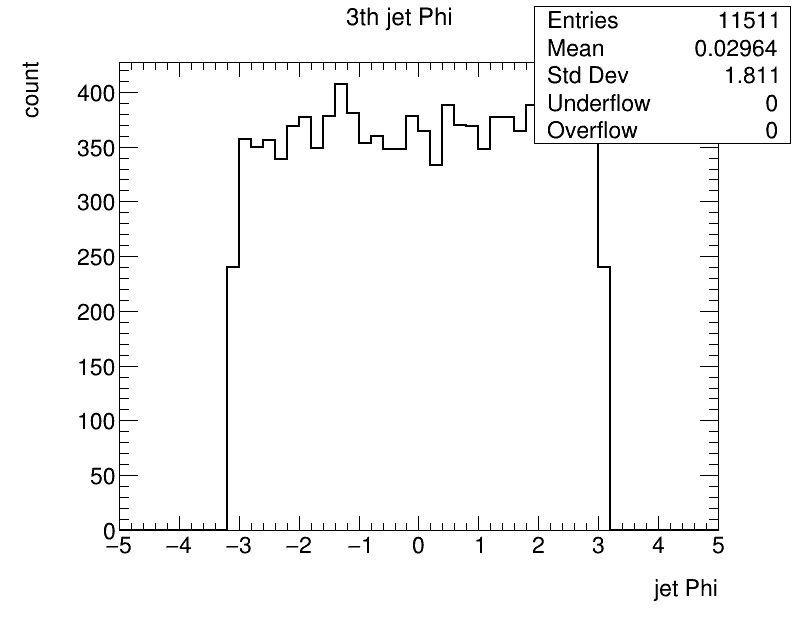 3th jet Phi
Entries 11511
Mean 0.02964
Std Dev 1.811
Underflow 0
Overflow 0
count
400
350
300
250
200
150
100
50
0
−5 −4 −3 −2 −1 0 1 2 3 4 5
jet Phi